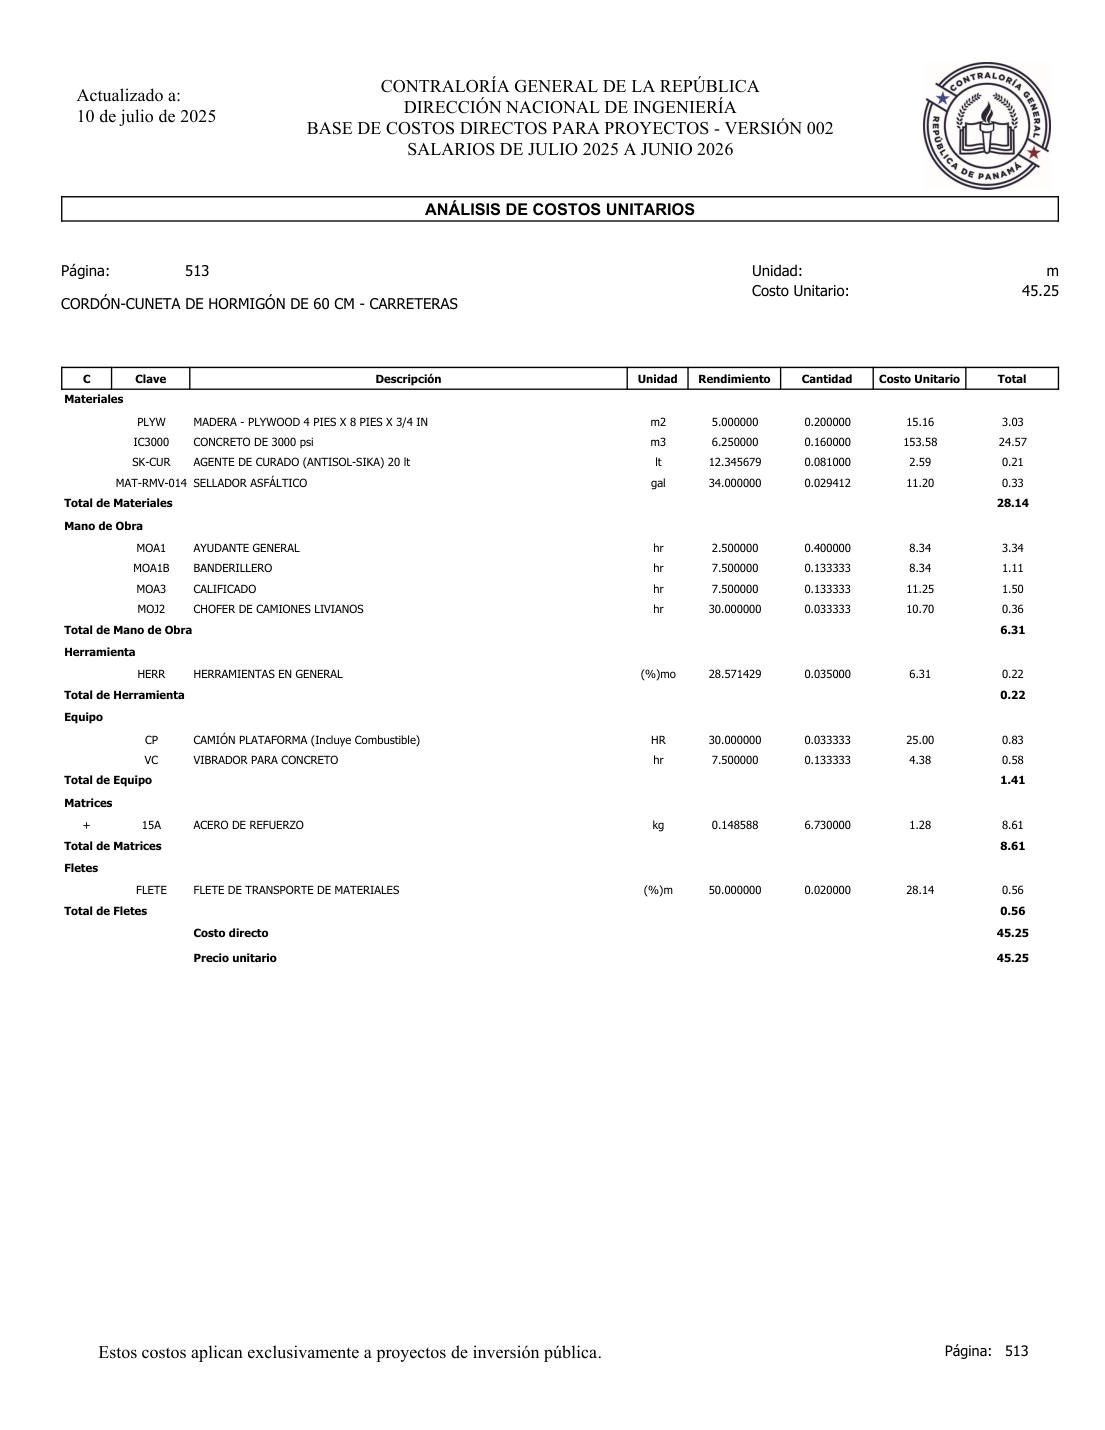 Actualizado a:
10 de julio de 2025
CONTRALORÍA GENERAL DE LA REPÚBLICA
DIRECCIÓN NACIONAL DE INGENIERÍA
BASE DE COSTOS DIRECTOS PARA PROYECTOS - VERSIÓN 002
SALARIOS DE JULIO 2025 A JUNIO 2026
CONTRALORÍA GENERAL
REPÚBLICA DE PANAMÁ
ANÁLISIS DE COSTOS UNITARIOS
Página: 513
Unidad: m
Costo Unitario: 45.25
CORDÓN-CUNETA DE HORMIGÓN DE 60 CM - CARRETERAS
C Clave Descripción Unidad Rendimiento Cantidad Costo Unitario Total
Materiales
PLYW MADERA - PLYWOOD 4 PIES X 8 PIES X 3/4 IN m2 5.000000 0.200000 15.16 3.03
IC3000 CONCRETO DE 3000 psi m3 6.250000 0.160000 153.58 24.57
SK-CUR AGENTE DE CURADO (ANTISOL-SIKA) 20 lt lt 12.345679 0.081000 2.59 0.21
MAT-RMV-014 SELLADOR ASFÁLTICO gal 34.000000 0.029412 11.20 0.33
Total de Materiales 28.14
Mano de Obra
MOA1 AYUDANTE GENERAL hr 2.500000 0.400000 8.34 3.34
MOA1B BANDERILLERO hr 7.500000 0.133333 8.34 1.11
MOA3 CALIFICADO hr 7.500000 0.133333 11.25 1.50
MOJ2 CHOFER DE CAMIONES LIVIANOS hr 30.000000 0.033333 10.70 0.36
Total de Mano de Obra 6.31
Herramienta
HERR HERRAMIENTAS EN GENERAL (%)mo 28.571429 0.035000 6.31 0.22
Total de Herramienta 0.22
Equipo
CP CAMIÓN PLATAFORMA (Incluye Combustible) HR 30.000000 0.033333 25.00 0.83
VC VIBRADOR PARA CONCRETO hr 7.500000 0.133333 4.38 0.58
Total de Equipo 1.41
Matrices
+ 15A ACERO DE REFUERZO kg 0.148588 6.730000 1.28 8.61
Total de Matrices 8.61
Fletes
FLETE FLETE DE TRANSPORTE DE MATERIALES (%)m 50.000000 0.020000 28.14 0.56
Total de Fletes 0.56
Costo directo 45.25
Precio unitario 45.25
Estos costos aplican exclusivamente a proyectos de inversión pública.
Página: 513